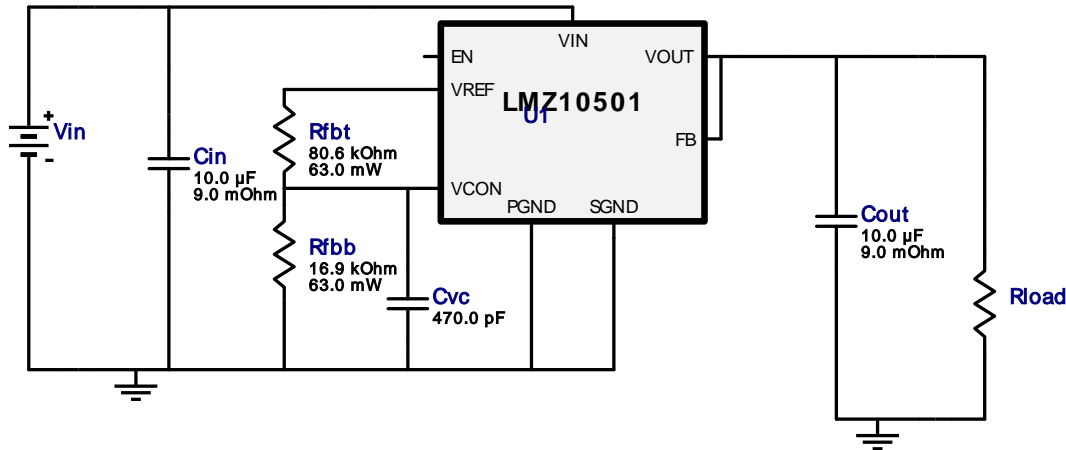 VIN
EN
VOUT
VREF
LMZ10501
U1
+
Vin
-
Rfbt
80.6 kOhm
63.0 mW
FB
Cin
10.0 µF
9.0 mOhm
VCON
PGND
SGND
Cout
10.0 µF
9.0 mOhm
Rfbb
16.9 kOhm
63.0 mW
Cvc
470.0 pF
Rload